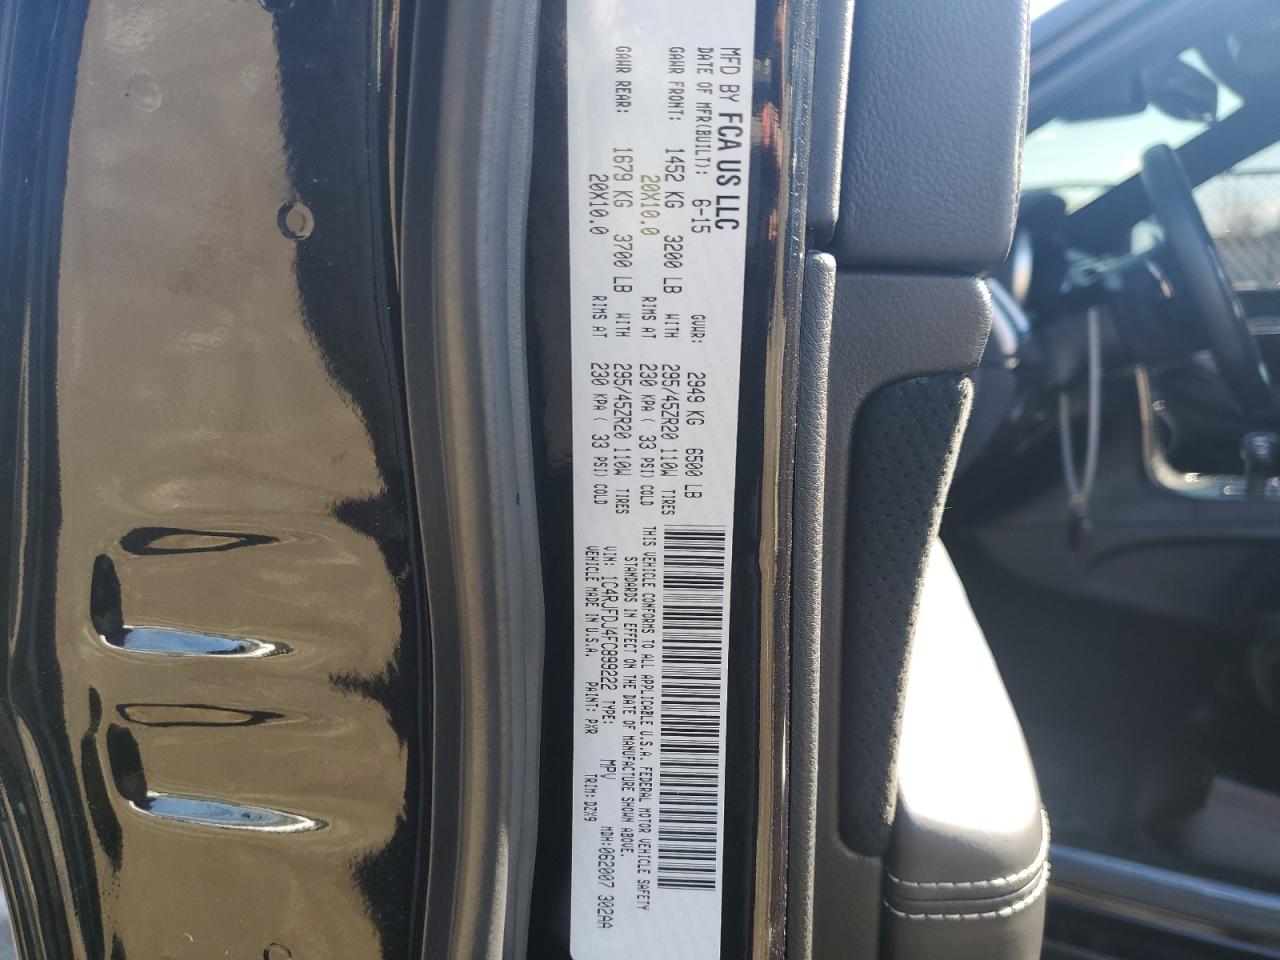 MFD BY FCA US LLC
DATE OF MFR(BUILT): 6-15 GVWR: 2949 KG 6500 LB
GAWR FRONT: 1452 KG 3200 LB WITH 295/45ZR20 110W TIRES
20X10.0 RIMS AT 230 KPA ( 33 PSI) COLD
GAWR REAR: 1679 KG 3700 LB WITH 295/45ZR20 110W TIRES
20X10.0 RIMS AT 230 KPA ( 33 PSI) COLD
THIS VEHICLE CONFORMS TO ALL APPLICABLE U.S.A. FEDERAL MOTOR VEHICLE SAFETY
STANDARDS IN EFFECT ON THE DATE OF MANUFACTURE SHOWN ABOVE.
VIN: 1C4RJFDJ4FC899222 TYPE: MPV MDH:062007 302AA
VEHICLE MADE IN U.S.A. PAINT: PXR TRIM: DZX9